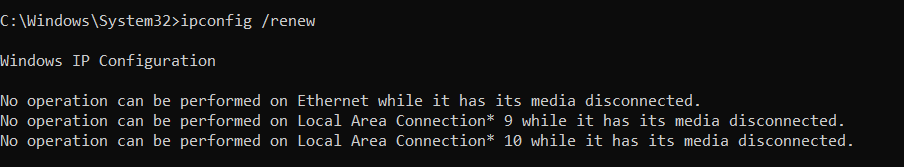 C:\Windows\System32>ipconfig /renew
Windows IP Configuration
No operation can be performed on Ethernet while it has its media disconnected.
No operation can be performed on Local Area Connection* 9 while it has its media disconnected.
No operation can be performed on Local Area Connection* 10 while it has its media disconnected.